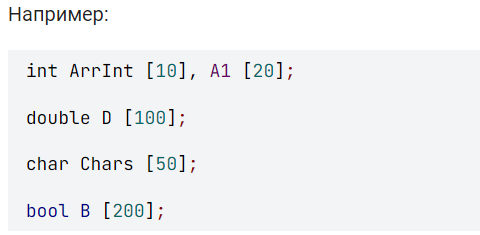 Например:
int ArrInt [10], A1 [20];
double D [100];
char Chars [50];
bool B [200];